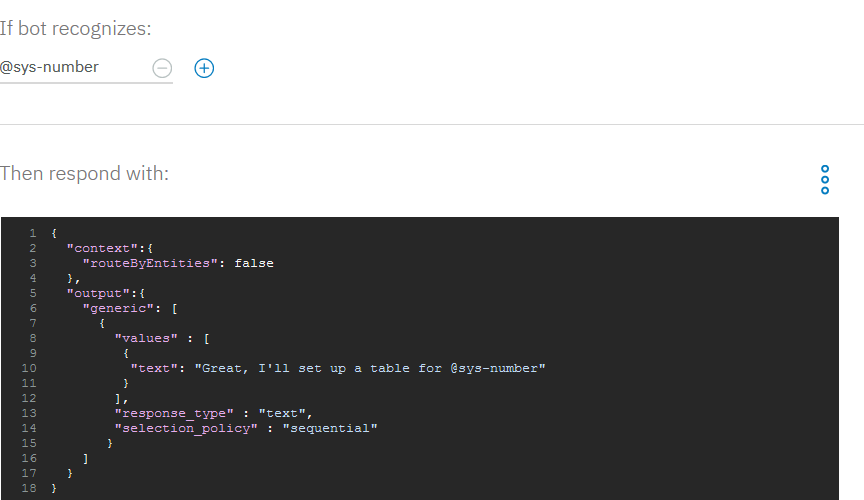 If bot recognizes:
@sys-number
Then respond with:
1 {
2   "context":{
3     "routeByEntities": false
4   },
5   "output":{
6     "generic": [
7       {
8         "values" : [
9          {
10           "text": "Great, I'll set up a table for @sys-number"
11          }
12         ],
13         "response_type" : "text",
14         "selection_policy" : "sequential"
15        }
16     ]
17   }
18 }